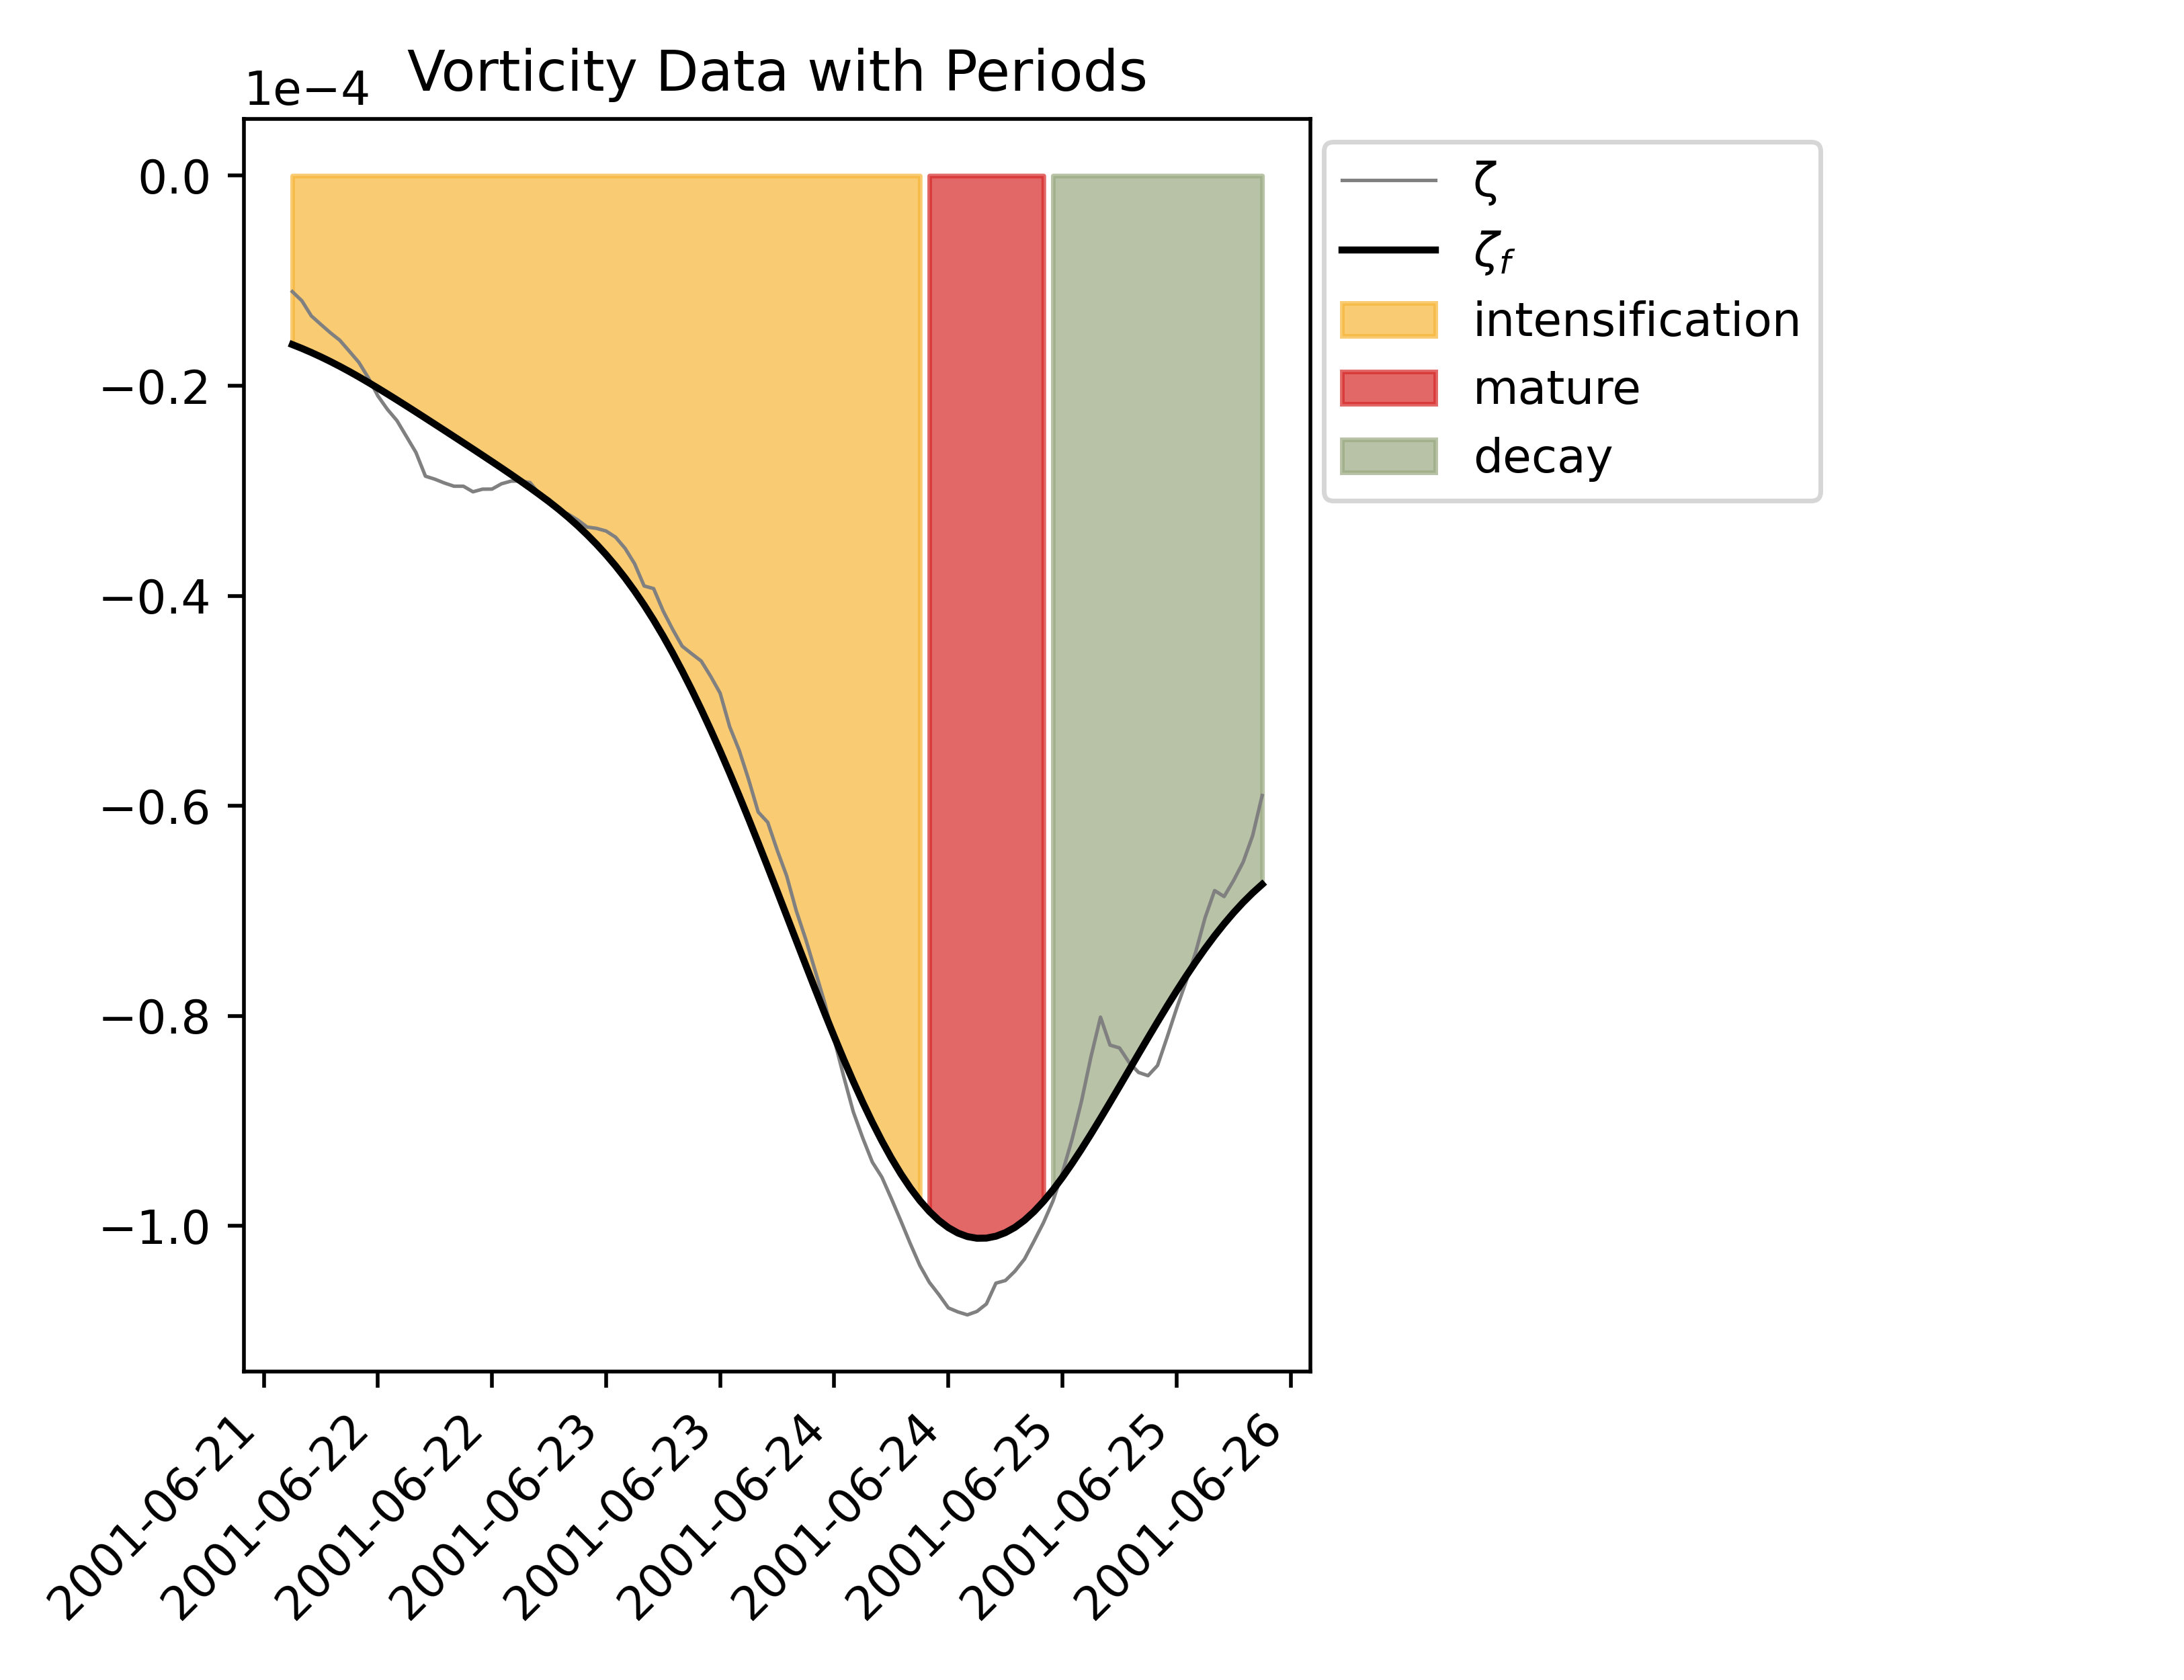 Vorticity Data with Periods
1e−4
0.0
−0.2
−0.4
−0.6
−0.8
−1.0
2001-06-21
2001-06-22
2001-06-22
2001-06-23
2001-06-23
2001-06-24
2001-06-24
2001-06-25
2001-06-25
2001-06-26
ζ
ζf
intensification
mature
decay